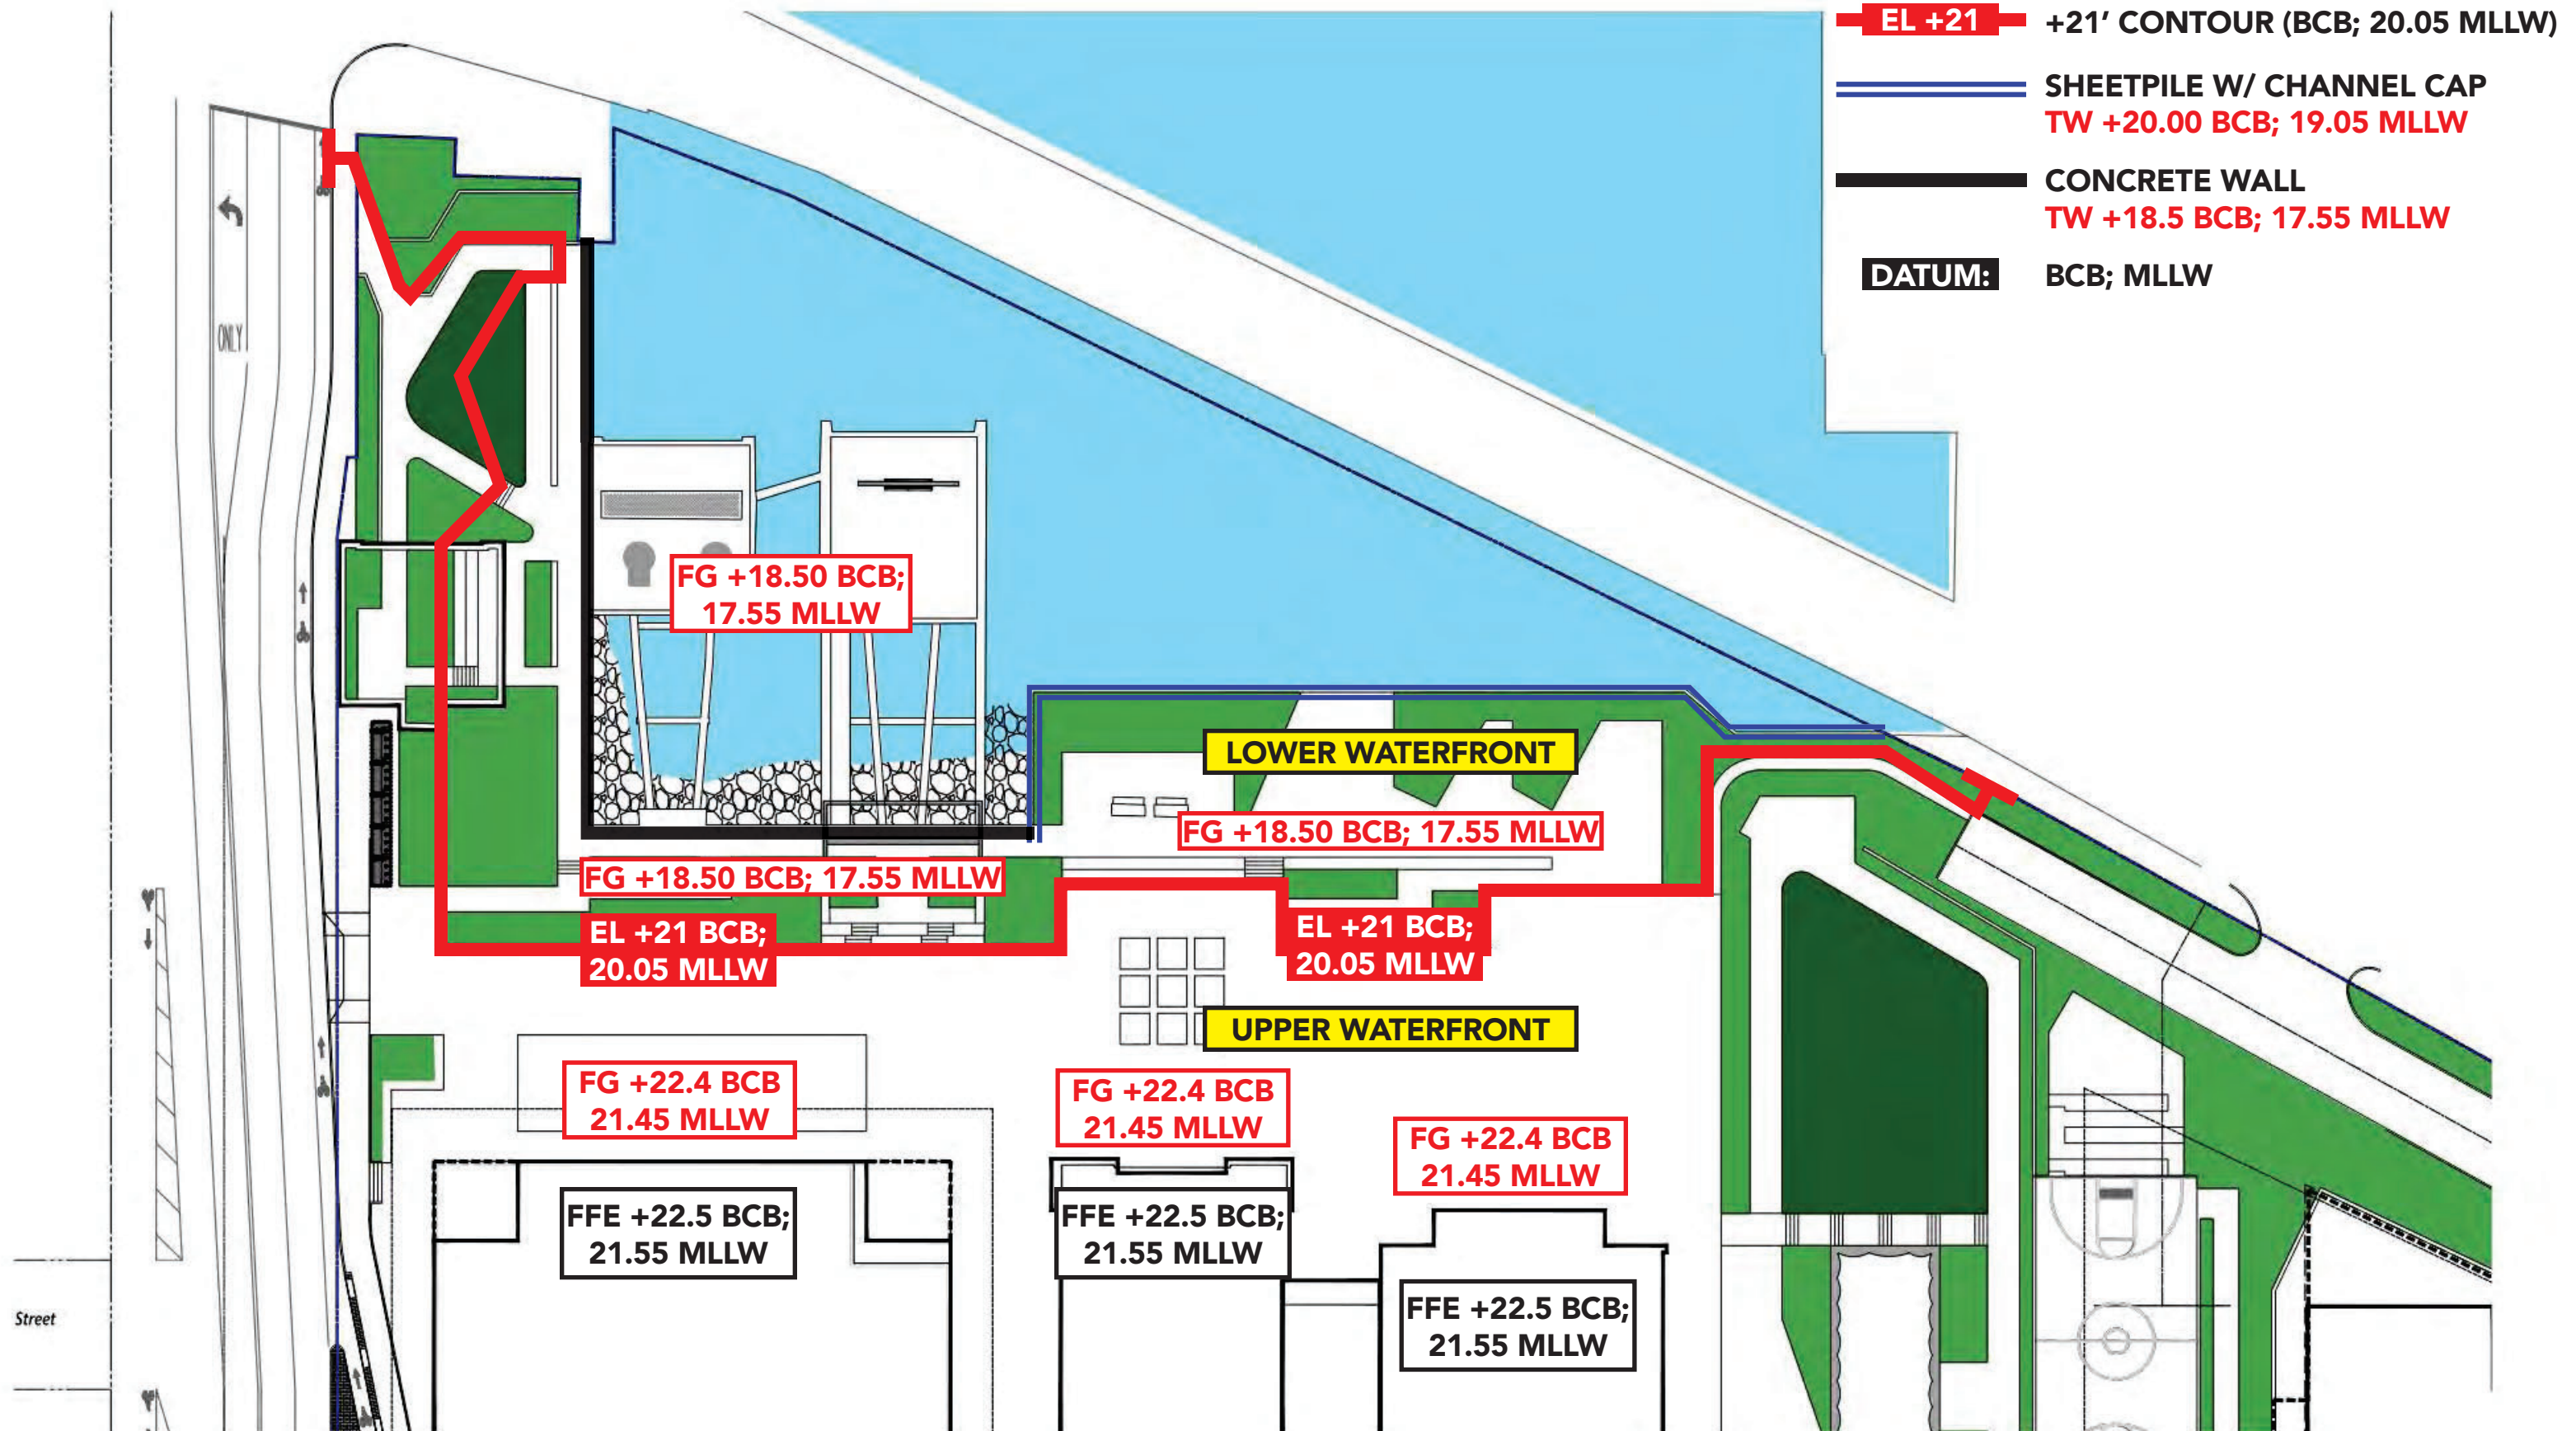 EL +21
+21' CONTOUR (BCB; 20.05 MLLW)
SHEETPILE W/ CHANNEL CAP
TW +20.00 BCB; 19.05 MLLW
CONCRETE WALL
TW +18.5 BCB; 17.55 MLLW
DATUM:
BCB; MLLW
ONLY
FG +18.50 BCB;
17.55 MLLW
LOWER WATERFRONT
FG +18.50 BCB; 17.55 MLLW
FG +18.50 BCB; 17.55 MLLW
EL +21 BCB;
20.05 MLLW
EL +21 BCB;
20.05 MLLW
UPPER WATERFRONT
FG +22.4 BCB
21.45 MLLW
FG +22.4 BCB
21.45 MLLW
FG +22.4 BCB
21.45 MLLW
FFE +22.5 BCB;
21.55 MLLW
FFE +22.5 BCB;
21.55 MLLW
FFE +22.5 BCB;
21.55 MLLW
Street